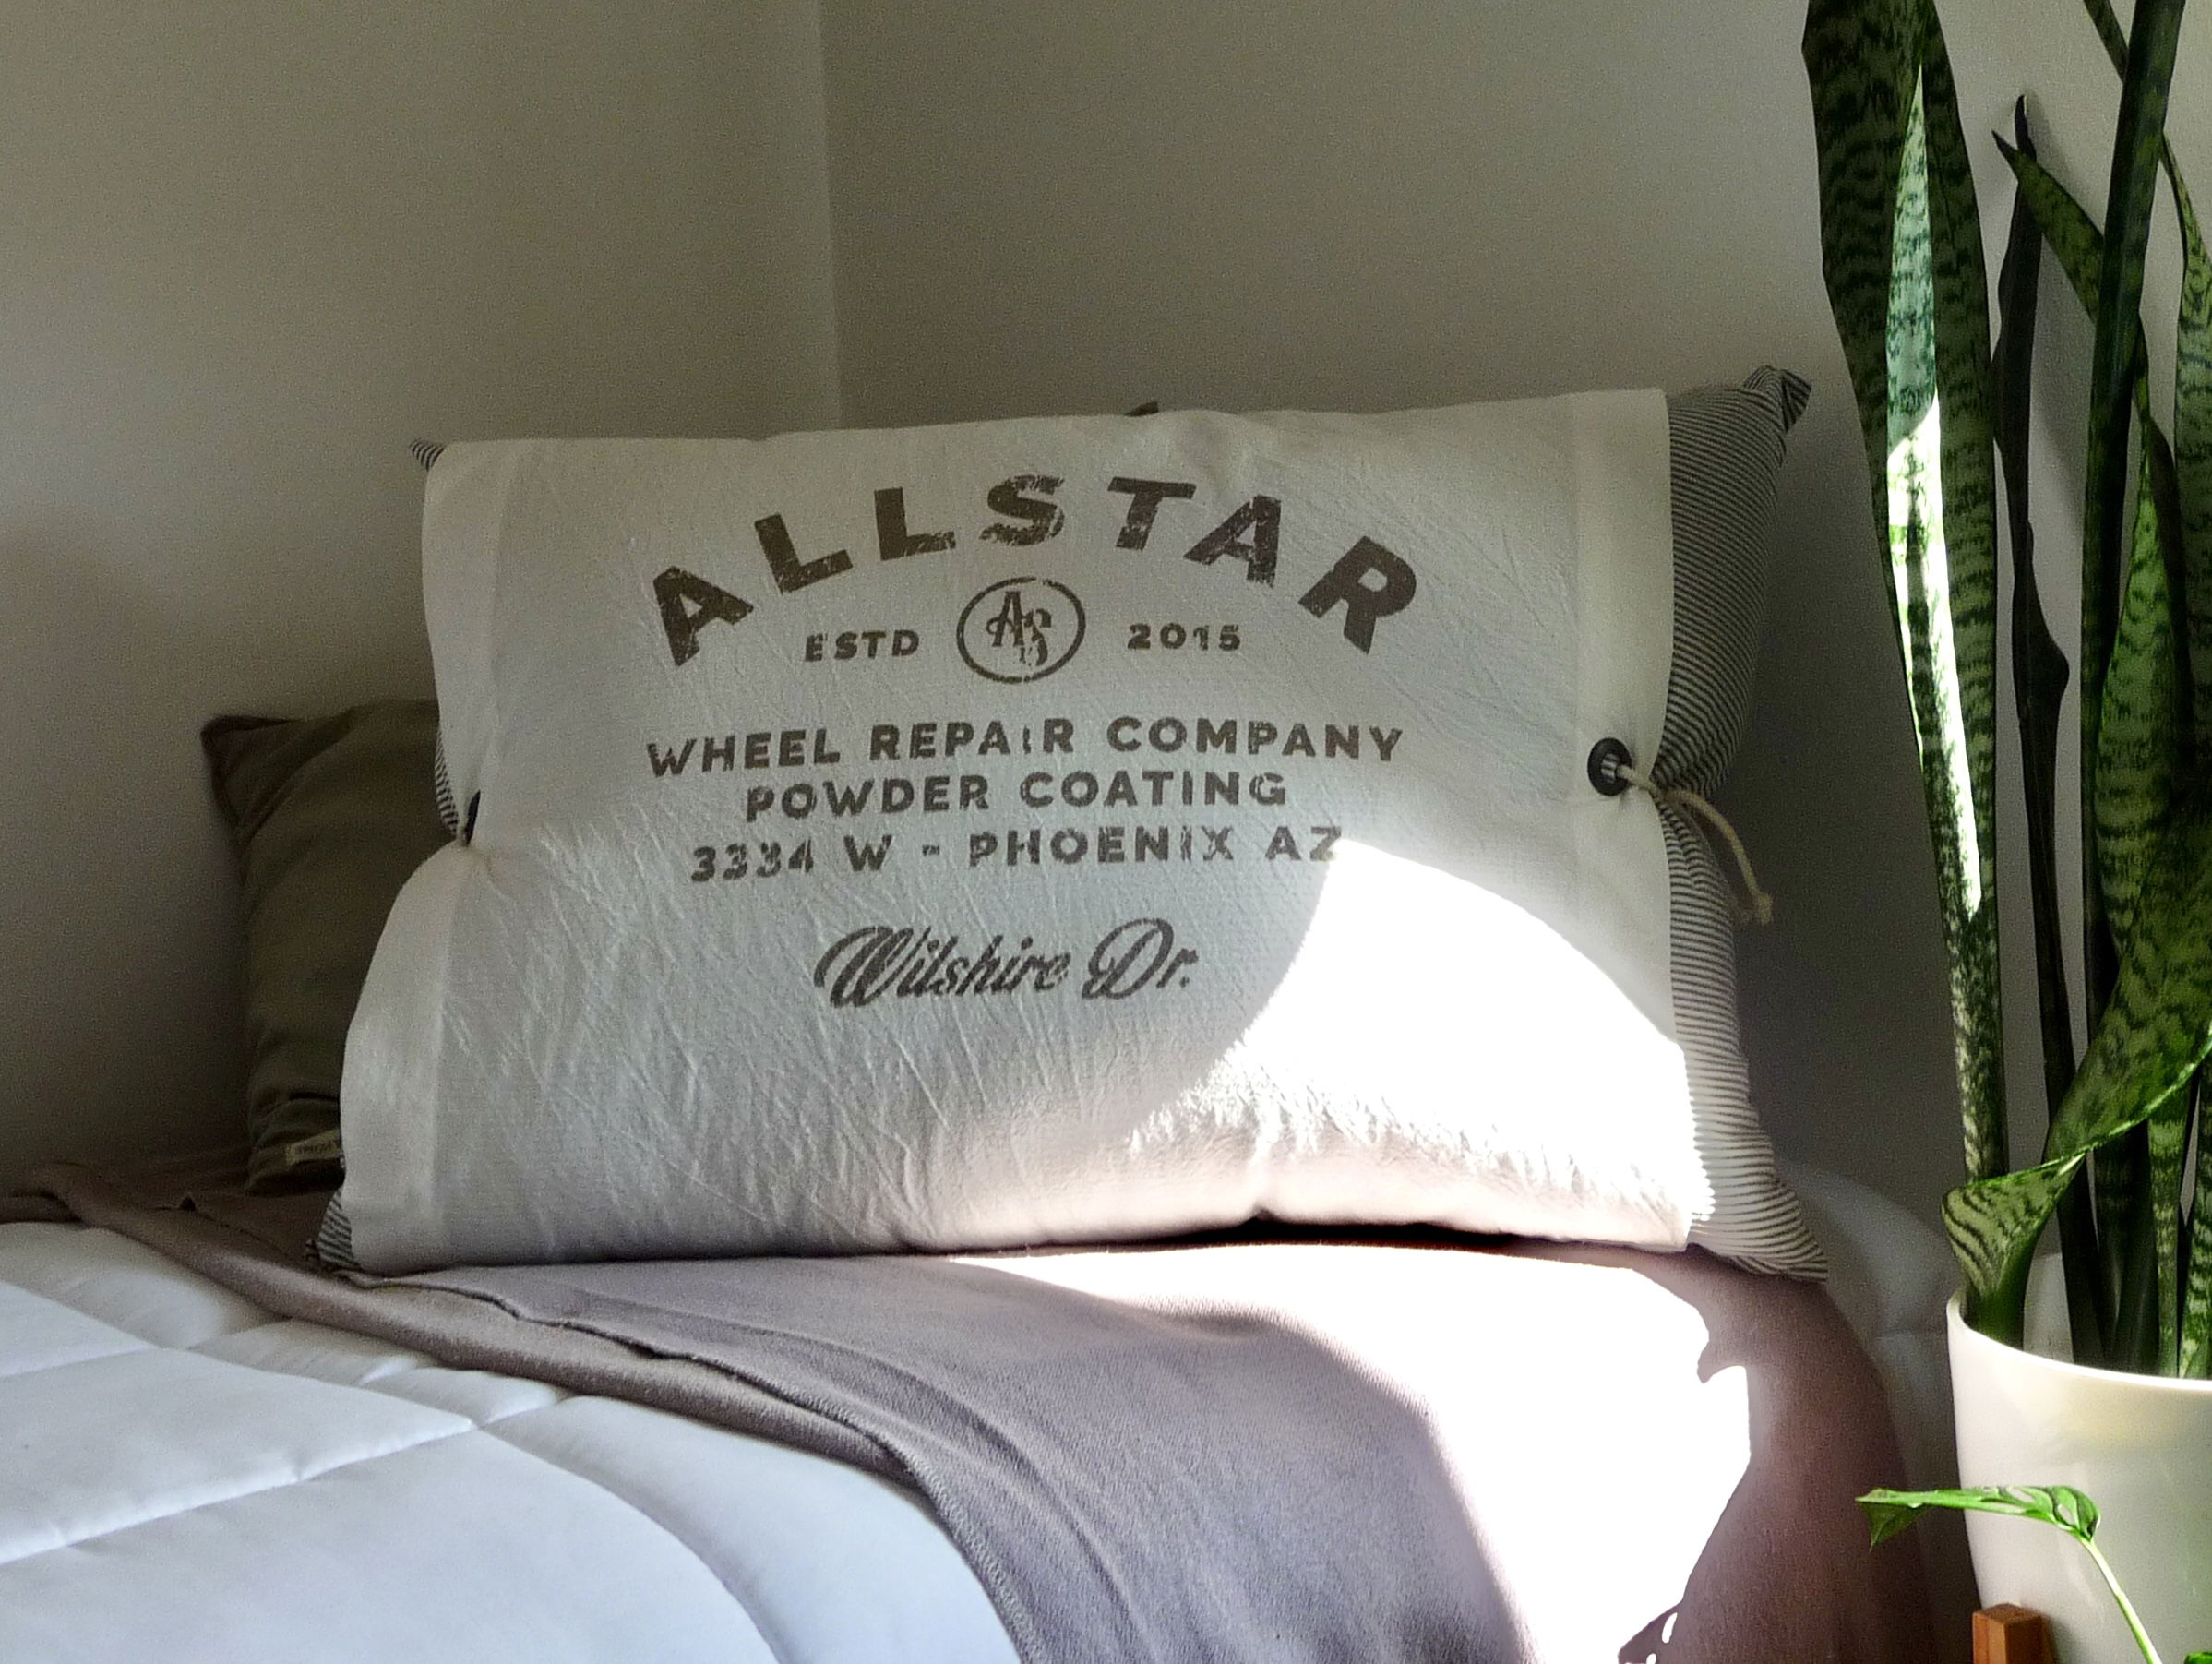 ALLSTAR
ESTD AS 2015
WHEEL REPAIR COMPANY
POWDER COATING
3334 W - PHOENIX AZ
Wilshire Dr.